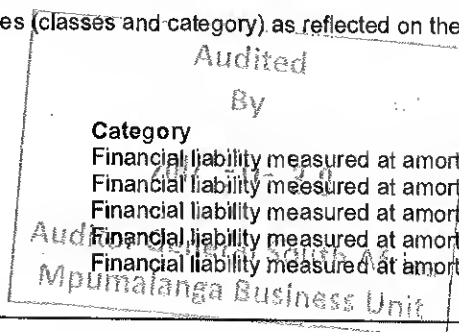 es (classes and category) as reflected on the
Audited
By
Category
Financial liability measured at amort
Financial liability meesured at amort
Financial liability measured at amort
Financial liability measured at amort
Financial liability measured at amort
Mpumalanga Business Unit